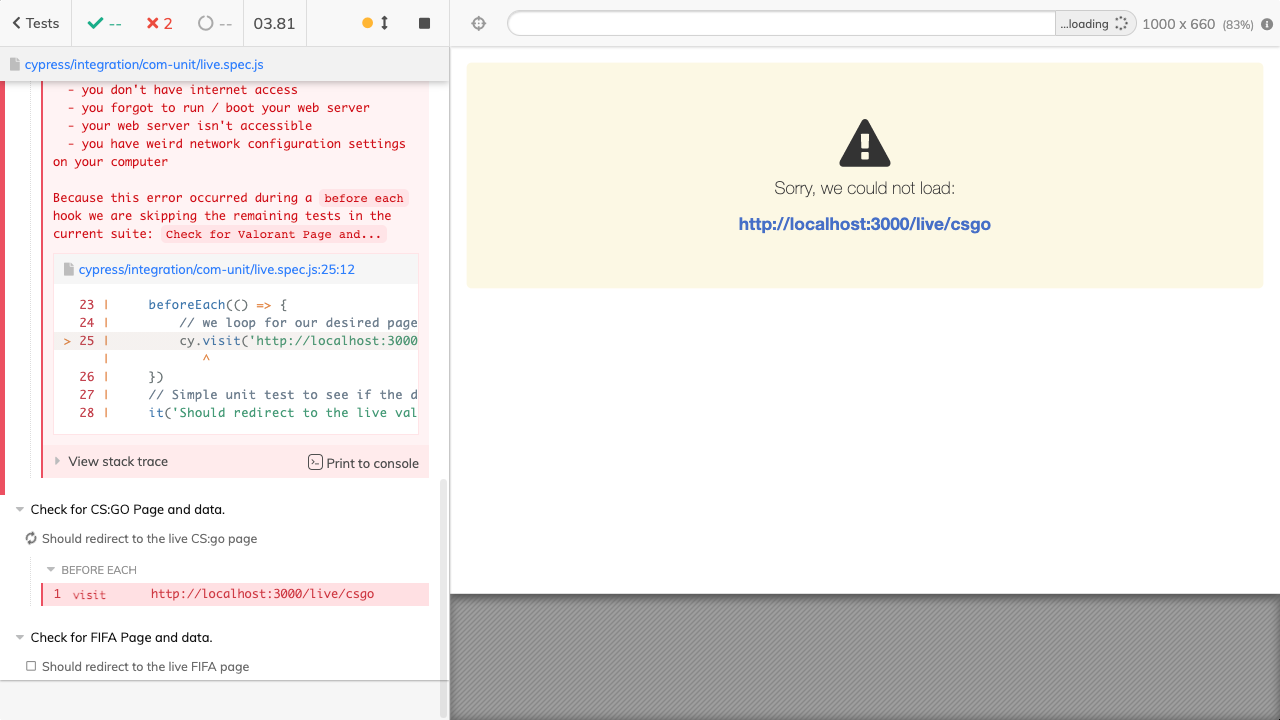 Tests
--
2
--
03.81
...loading
1000 x 660 (83%)
cypress/integration/com-unit/live.spec.js
- you don't have internet access
- you forgot to run / boot your web server
- your web server isn't accessible
- you have weird network configuration settings
on your computer
Because this error occurred during a before each
hook we are skipping the remaining tests in the
current suite: Check for Valorant Page and...
cypress/integration/com-unit/live.spec.js:25:12
23 | beforeEach(() => {
24 | // we loop for our desired page
> 25 | cy.visit('http://localhost:3000
| ^
26 | })
27 | // Simple unit test to see if the d
28 | it('Should redirect to the live val
View stack trace
Print to console
Check for CS:GO Page and data.
Should redirect to the live CS:go page
BEFORE EACH
1 visit http://localhost:3000/live/csgo
Check for FIFA Page and data.
Should redirect to the live FIFA page
Sorry, we could not load:
http://localhost:3000/live/csgo